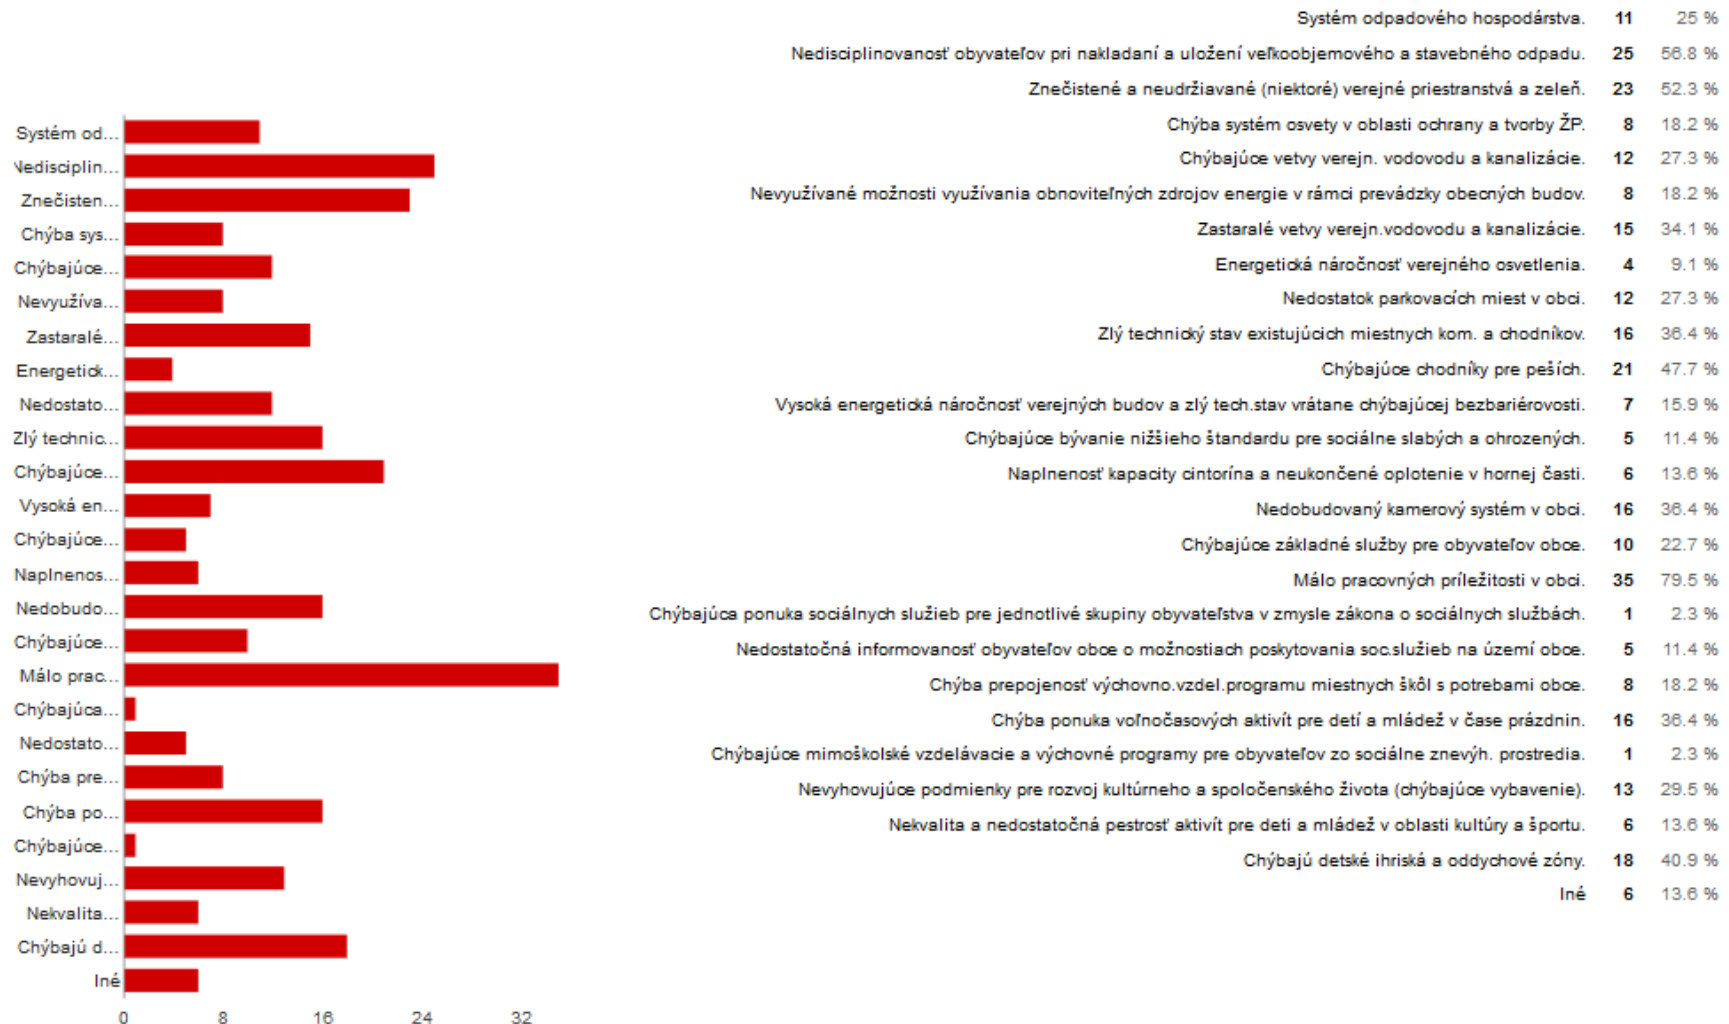 Systém od...
Nedisciplin...
Znečisten...
Chýba sys...
Chýbajúce...
Nevyužíva...
Zastaralé...
Energetick...
Nedostato...
Zlý technic...
Chýbajúce...
Vysoká en...
Chýbajúce...
Naplnenos...
Nedobudo...
Chýbajúce...
Málo prac...
Chýbajúca...
Nedostato...
Chýba pre...
Chýba po...
Chýbajúce...
Nevyhovuj...
Nekvalita...
Chýbajú d...
Iné
0 8 16 24 32
Systém odpadového hospodárstva. 11 25 %
Nedisciplinovanosť obyvateľov pri nakladaní a uložení veľkoobjemového a stavebného odpadu. 25 56.8 %
Znečistené a neudržiavané (niektoré) verejné priestranstvá a zeleň. 23 52.3 %
Chýba systém osvety v oblasti ochrany a tvorby ŽP. 8 18.2 %
Chýbajúce vetvy verejn. vodovodu a kanalizácie. 12 27.3 %
Nevyužívané možnosti využívania obnoviteľných zdrojov energie v rámci prevádzky obecných budov. 8 18.2 %
Zastaralé vetvy verejn.vodovodu a kanalizácie. 15 34.1 %
Energetická náročnosť verejného osvetlenia. 4 9.1 %
Nedostatok parkovacích miest v obci. 12 27.3 %
Zlý technický stav existujúcich miestnych kom. a chodníkov. 16 36.4 %
Chýbajúce chodníky pre peších. 21 47.7 %
Vysoká energetická náročnosť verejných budov a zlý tech.stav vrátane chýbajúcej bezbariérovosti. 7 15.9 %
Chýbajúce bývanie nižšieho štandardu pre sociálne slabých a ohrozených. 5 11.4 %
Naplnenosť kapacity cintorína a neukončené oplotenie v hornej časti. 6 13.6 %
Nedobudovaný kamerový systém v obci. 16 36.4 %
Chýbajúce základné služby pre obyvateľov obce. 10 22.7 %
Málo pracovných príležitosti v obci. 35 79.5 %
Chýbajúca ponuka sociálnych služieb pre jednotlivé skupiny obyvateľstva v zmysle zákona o sociálnych službách. 1 2.3 %
Nedostatočná informovanosť obyvateľov obce o možnostiach poskytovania soc.služieb na území obce. 5 11.4 %
Chýba prepojenosť výchovno.vzdel.programu miestnych škôl s potrebami obce. 8 18.2 %
Chýba ponuka voľnočasových aktivít pre detí a mládež v čase prázdnin. 16 36.4 %
Chýbajúce mimoškolské vzdelávacie a výchovné programy pre obyvateľov zo sociálne znevýh. prostredia. 1 2.3 %
Nevyhovujúce podmienky pre rozvoj kultúrneho a spoločenského života (chýbajúce vybavenie). 13 29.5 %
Nekvalita a nedostatočná pestrosť aktivít pre deti a mládež v oblasti kultúry a športu. 6 13.6 %
Chýbajú detské ihriská a oddychové zóny. 18 40.9 %
Iné 6 13.6 %